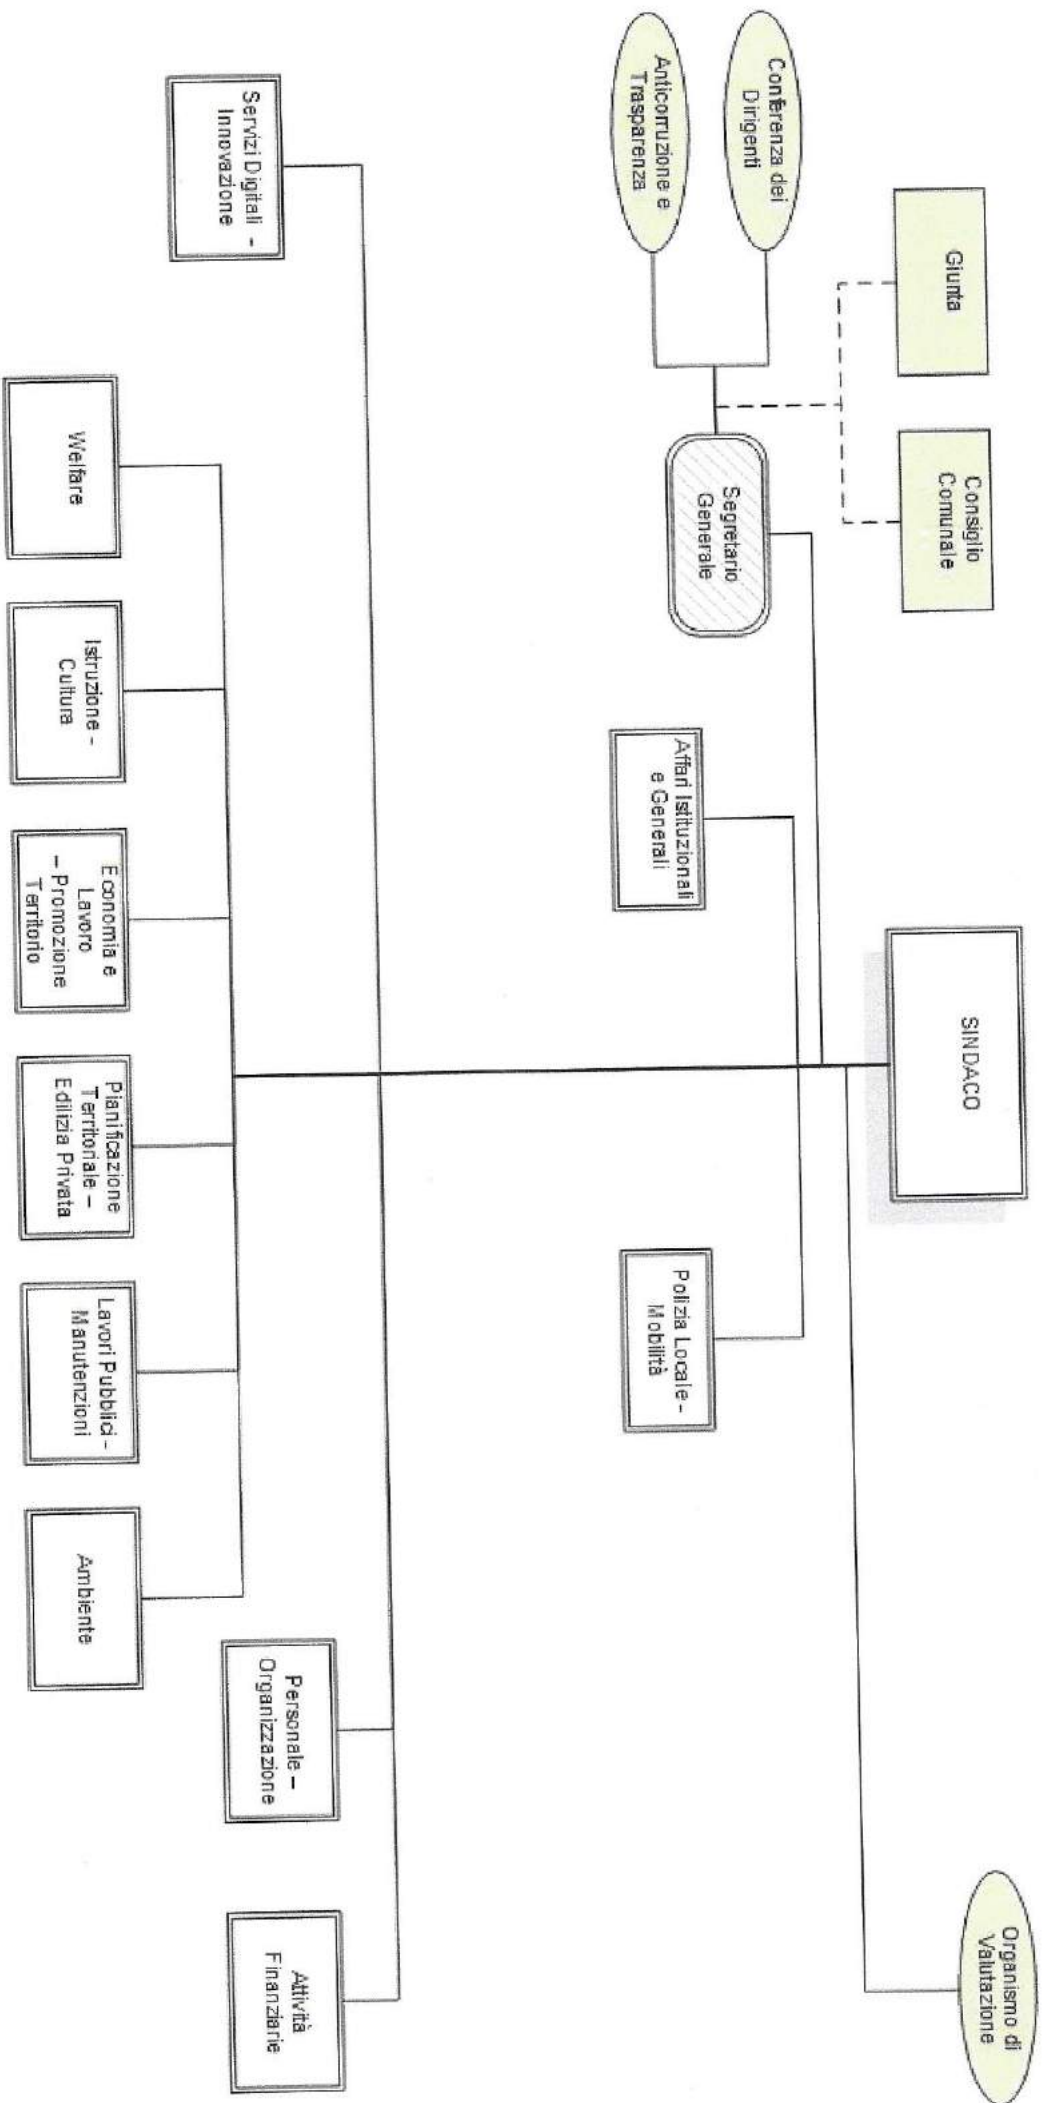 SINDACO
Organismo di
Valutazione
Giunta
Consiglio
Comunale
Conferenza dei
Dirigenti
Anticorruzione e
Trasparenza
Segretario
Generale
Affari Istituzionali
e Generali
Polizia Locale –
Mobilità
Servizi Digitali –
Innovazione
Personale –
Organizzazione
Attività
Finanziarie
Welfare
Istruzione –
Cultura
Economia e
Lavoro
– Promozione
Territorio
Pianificazione
Territoriale –
Edilizia Privata
Lavori Pubblici -
Manutenzioni
Ambiente